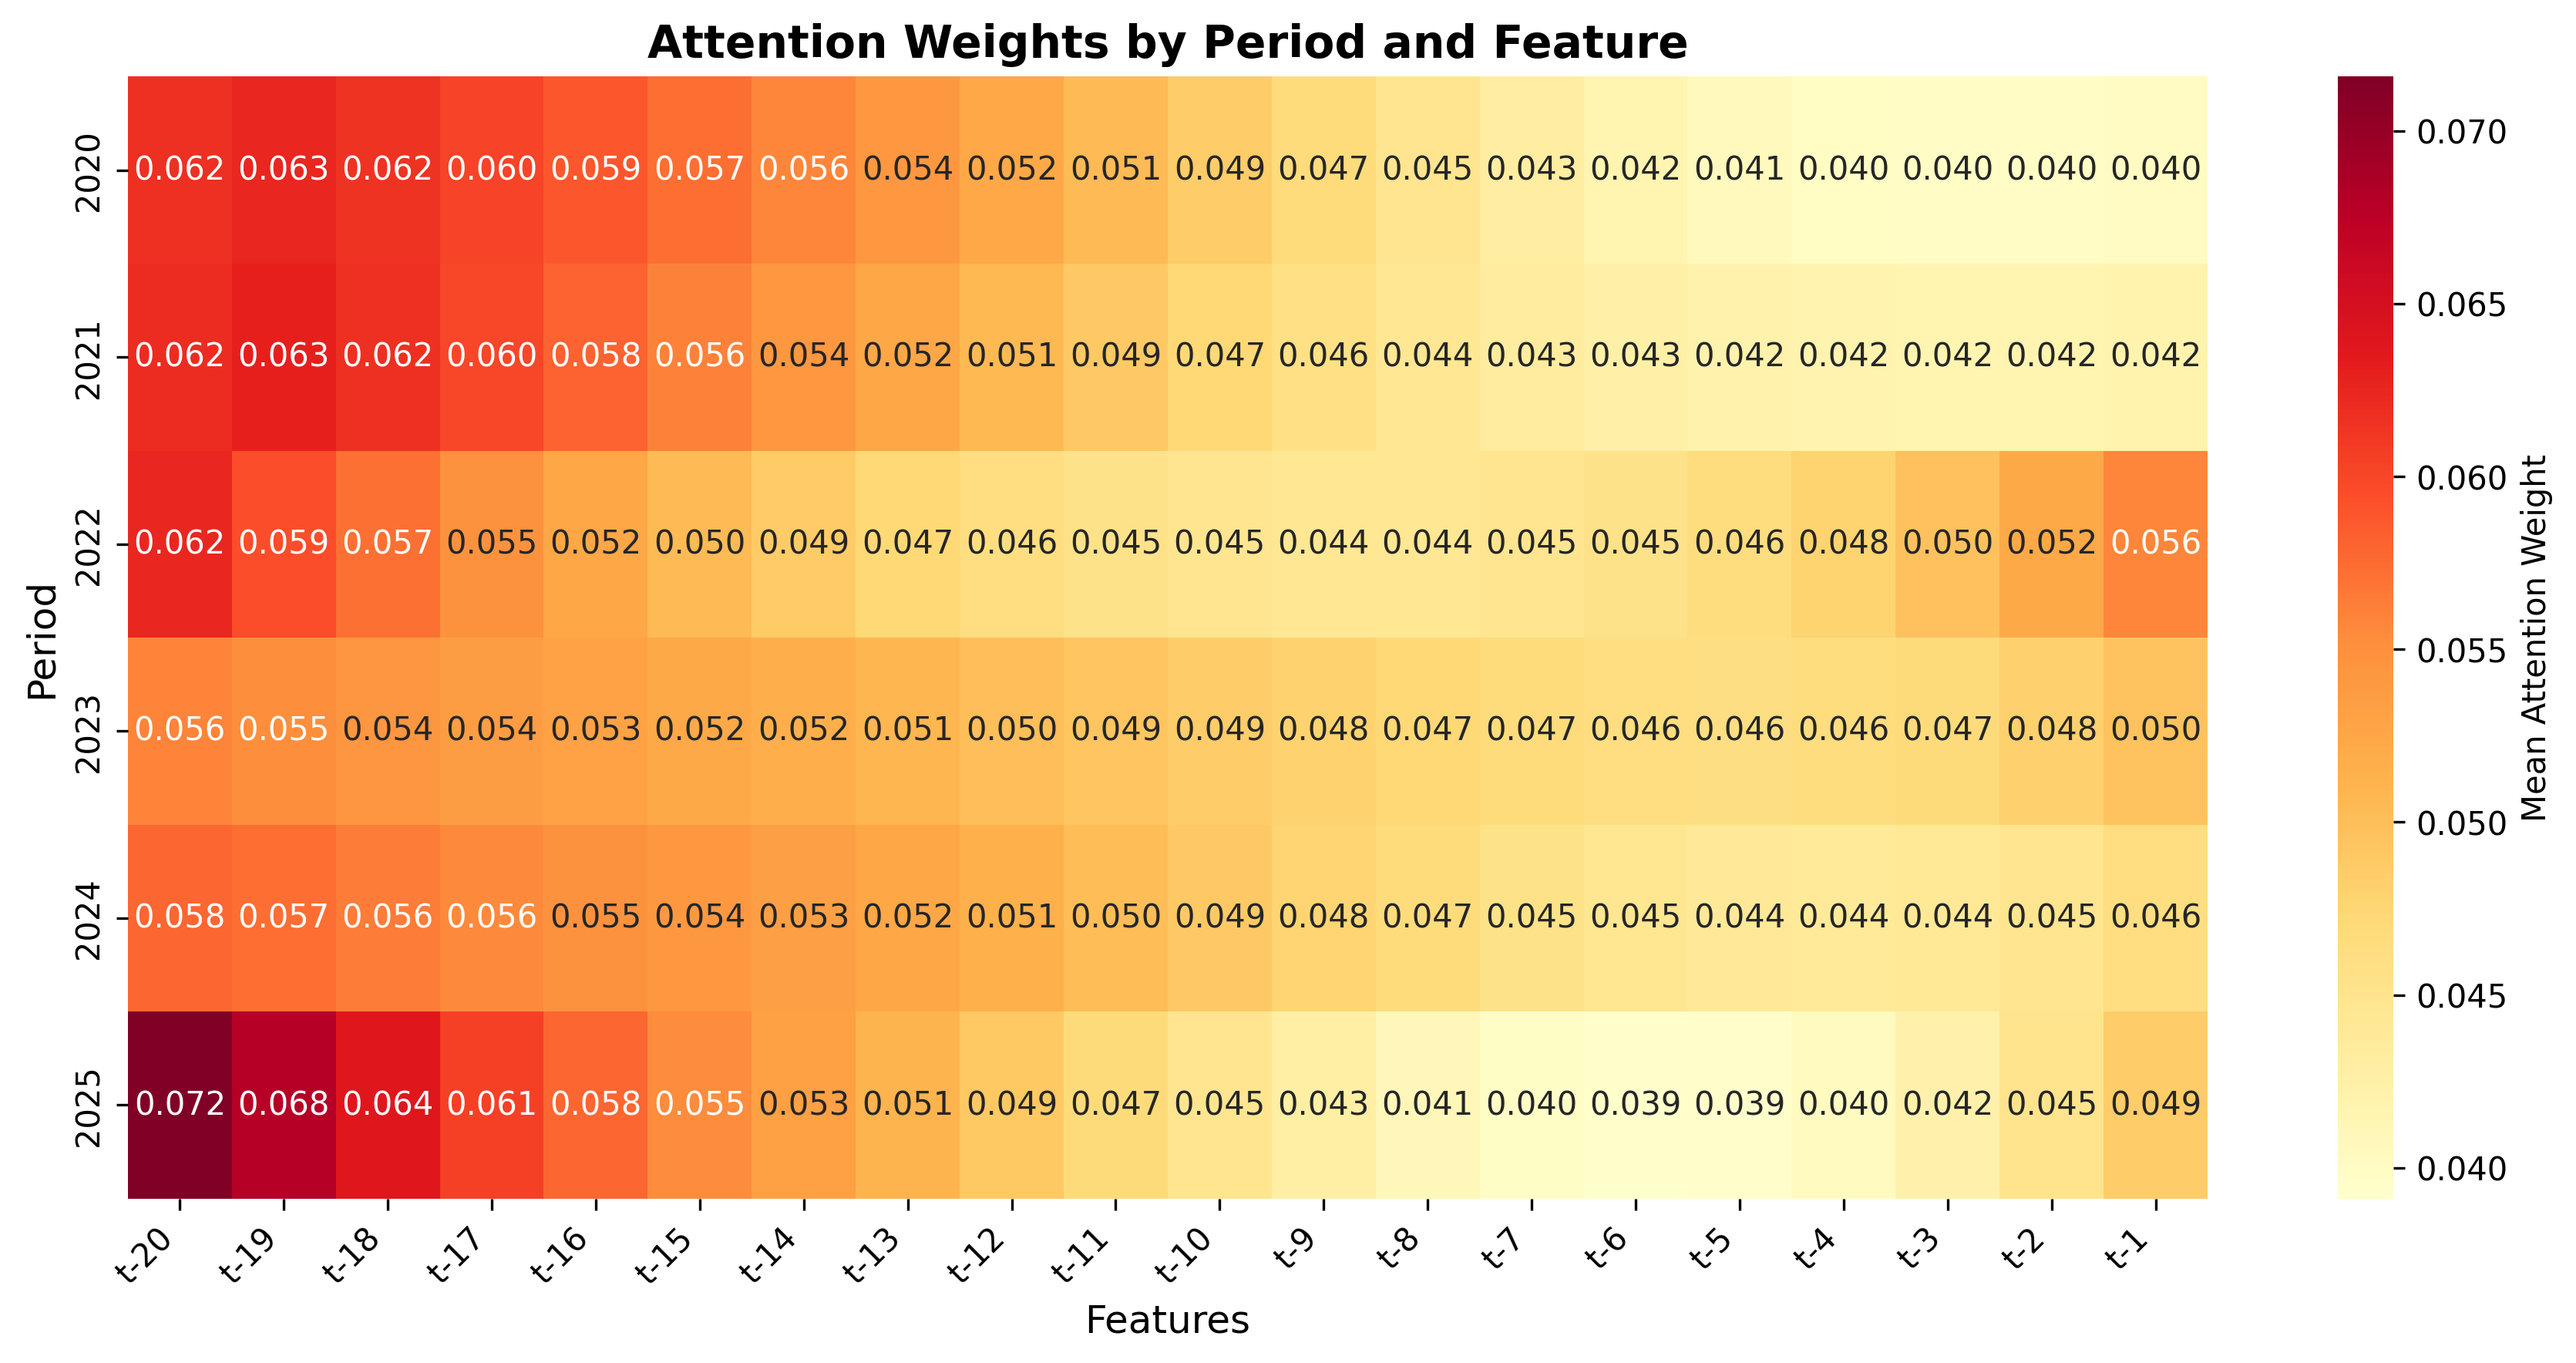 Attention Weights by Period and Feature
Period
2020 0.062 0.063 0.062 0.060 0.059 0.057 0.056 0.054 0.052 0.051 0.049 0.047 0.045 0.043 0.042 0.041 0.040 0.040 0.040 0.040
2021 0.062 0.063 0.062 0.060 0.058 0.056 0.054 0.052 0.051 0.049 0.047 0.046 0.044 0.043 0.043 0.042 0.042 0.042 0.042 0.042
2022 0.062 0.059 0.057 0.055 0.052 0.050 0.049 0.047 0.046 0.045 0.045 0.044 0.044 0.045 0.045 0.046 0.048 0.050 0.052 0.056
2023 0.056 0.055 0.054 0.054 0.053 0.052 0.052 0.051 0.050 0.049 0.049 0.048 0.047 0.047 0.046 0.046 0.046 0.047 0.048 0.050
2024 0.058 0.057 0.056 0.056 0.055 0.054 0.053 0.052 0.051 0.050 0.049 0.048 0.047 0.045 0.045 0.044 0.044 0.044 0.045 0.046
2025 0.072 0.068 0.064 0.061 0.058 0.055 0.053 0.051 0.049 0.047 0.045 0.043 0.041 0.040 0.039 0.039 0.040 0.042 0.045 0.049
t-20 t-19 t-18 t-17 t-16 t-15 t-14 t-13 t-12 t-11 t-10 t-9 t-8 t-7 t-6 t-5 t-4 t-3 t-2 t-1
Features
0.070
0.065
0.060
0.055
0.050
0.045
0.040
Mean Attention Weight